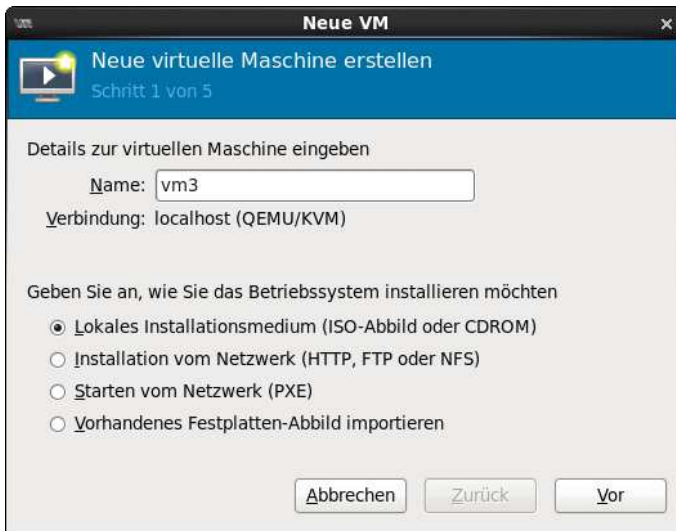 Neue VM
Neue virtuelle Maschine erstellen
Schritt 1 von 5
Details zur virtuellen Maschine eingeben
Name: vm3
Verbindung: localhost (QEMU/KVM)
Geben Sie an, wie Sie das Betriebssystem installieren möchten
Lokales Installationsmedium (ISO-Abbild oder CDROM)
Installation vom Netzwerk (HTTP, FTP oder NFS)
Starten vom Netzwerk (PXE)
Vorhandenes Festplatten-Abbild importieren
Abbrechen Zurück Vor